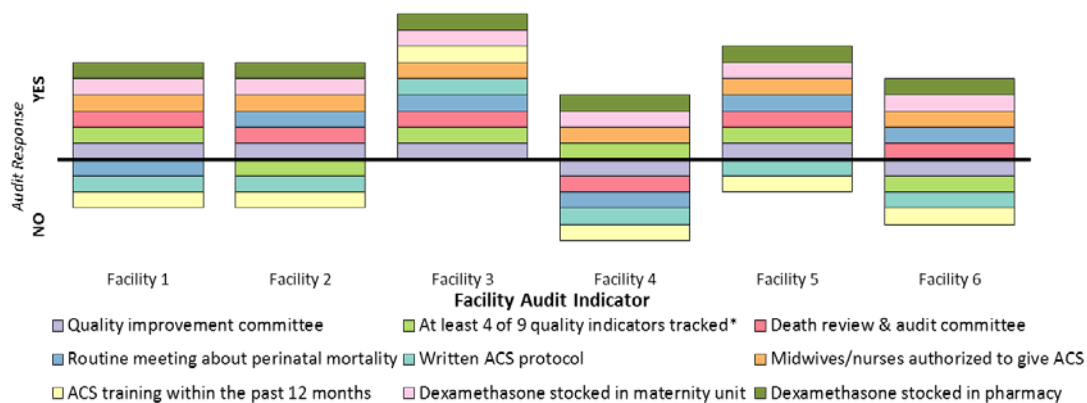 YES
Audit Response
NO
Facility 1 Facility 2 Facility 3 Facility 4 Facility 5 Facility 6
Facility Audit Indicator
Quality improvement committee At least 4 of 9 quality indicators tracked* Death review & audit committee
Routine meeting about perinatal mortality Written ACS protocol Midwives/nurses authorized to give ACS
ACS training within the past 12 months Dexamethasone stocked in maternity unit Dexamethasone stocked in pharmacy